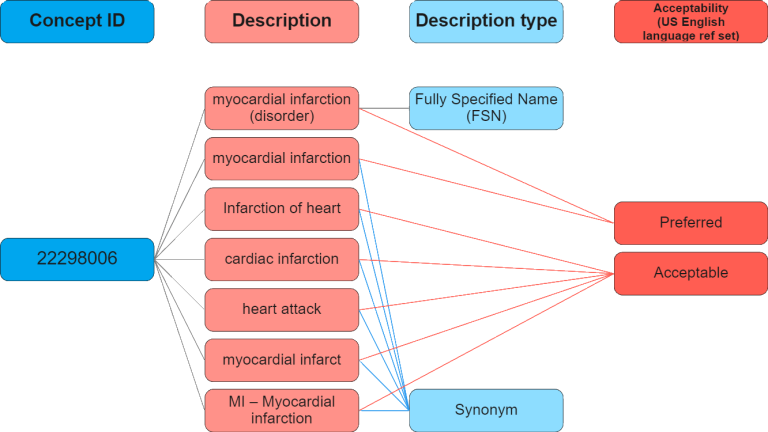 Concept ID
Description
Description type
Acceptability
(US English
language ref set)
myocardial infarction
(disorder)
Fully Specified Name
(FSN)
myocardial infarction
Infarction of heart
Preferred
22298006
cardiac infarction
Acceptable
heart attack
myocardial infarct
MI – Myocardial
infarction
Synonym